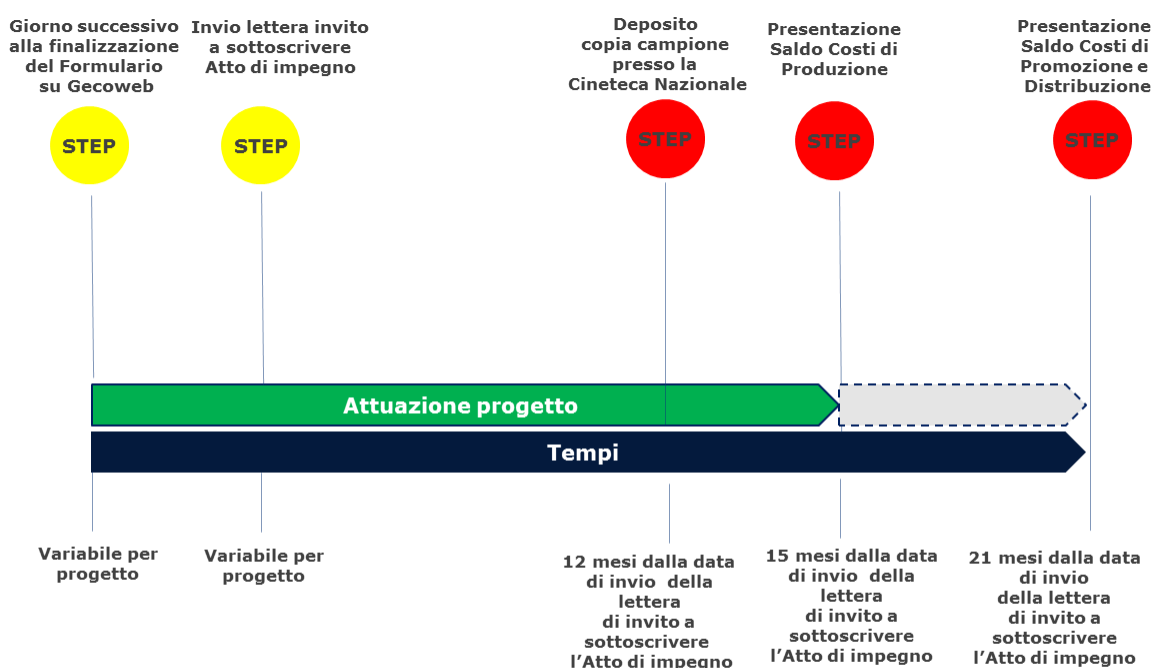 Giorno successivo
alla finalizzazione
del Formulario
su Gecoweb
Invio lettera invito
a sottoscrivere
Atto di impegno
Deposito
copia campione
presso la
Cineteca Nazionale
Presentazione
Saldo Costi di
Produzione
Presentazione
Saldo Costi di
Promozione e
Distribuzione
STEP
STEP
STEP
STEP
STEP
Attuazione progetto
Tempi
Variabile per
progetto
Variabile per
progetto
12 mesi dalla data
di invio della
lettera
di invito a
sottoscrivere
l’Atto di impegno
15 mesi dalla data
di invio della
lettera
di invito a
sottoscrivere
l’Atto di impegno
21 mesi dalla data
di invio
della lettera
di invito a
sottoscrivere
l’Atto di impegno